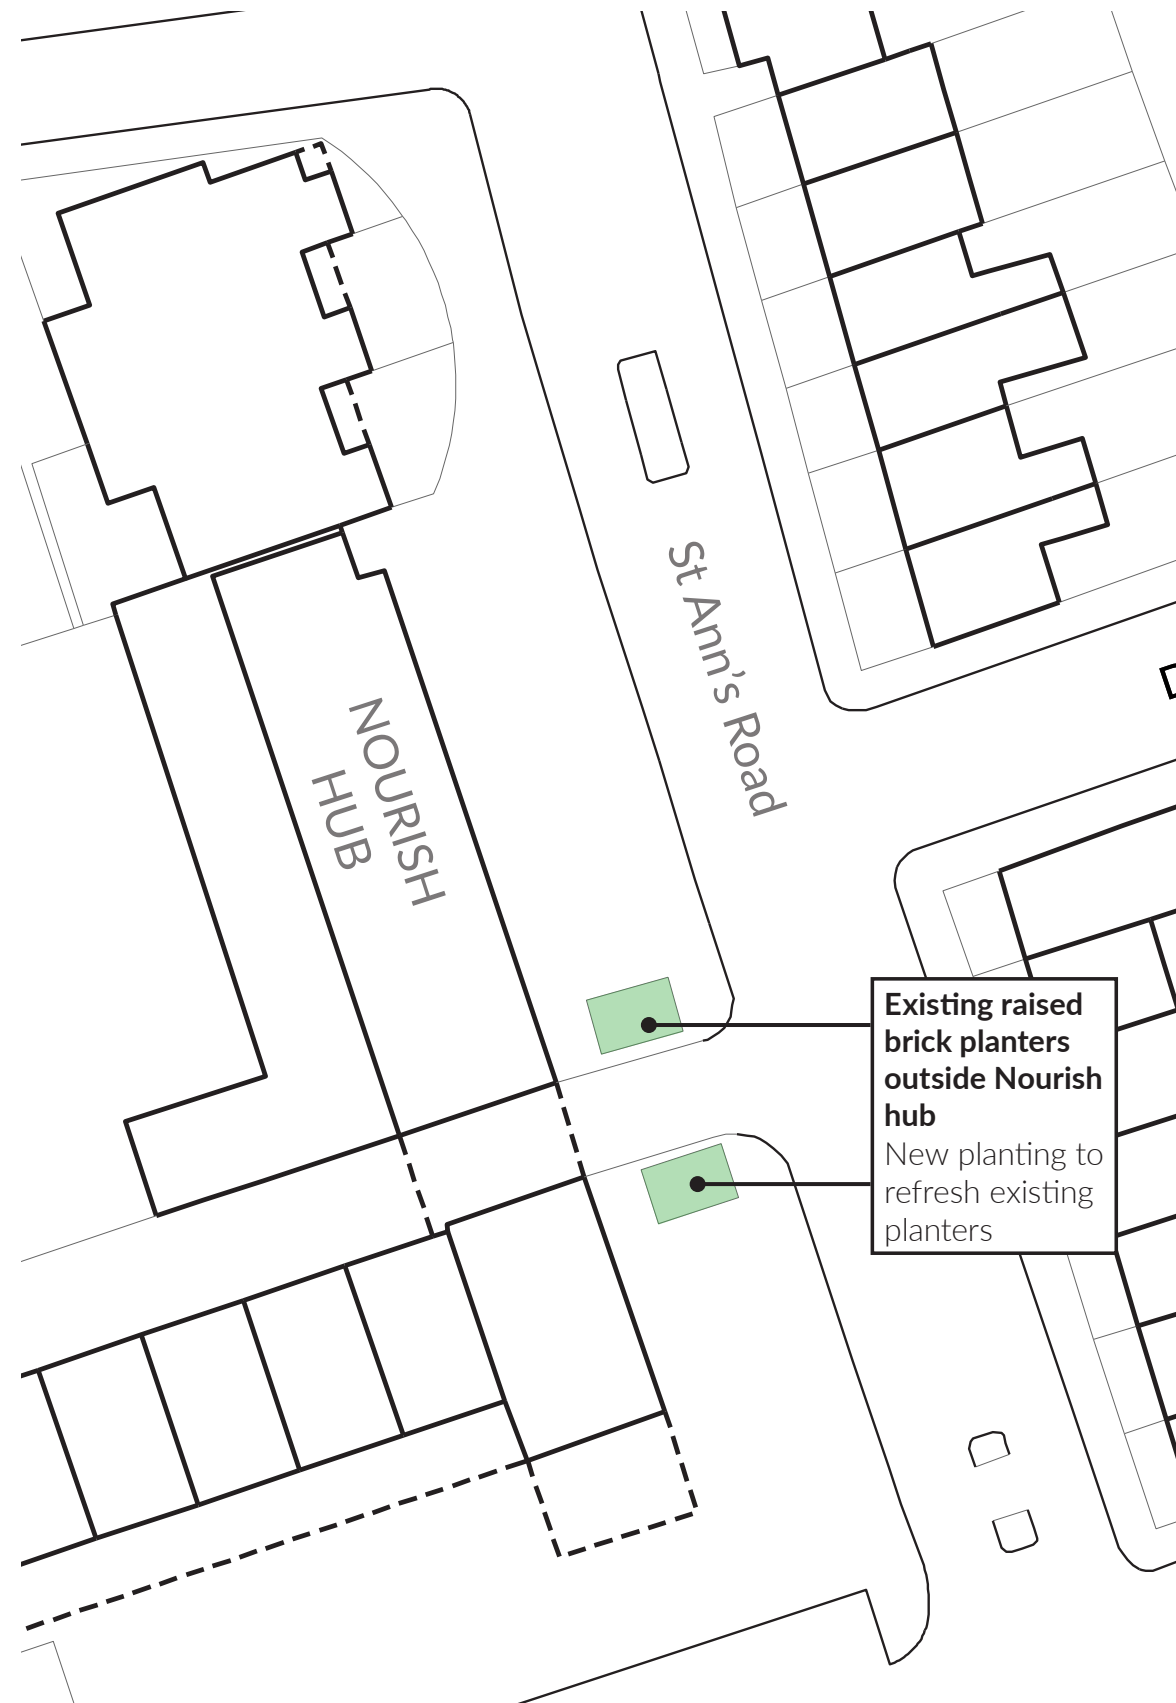 St Ann’s Road
NOURISH
HUB
Existing raised
brick planters
outside Nourish
hub
New planting to
refresh existing
planters